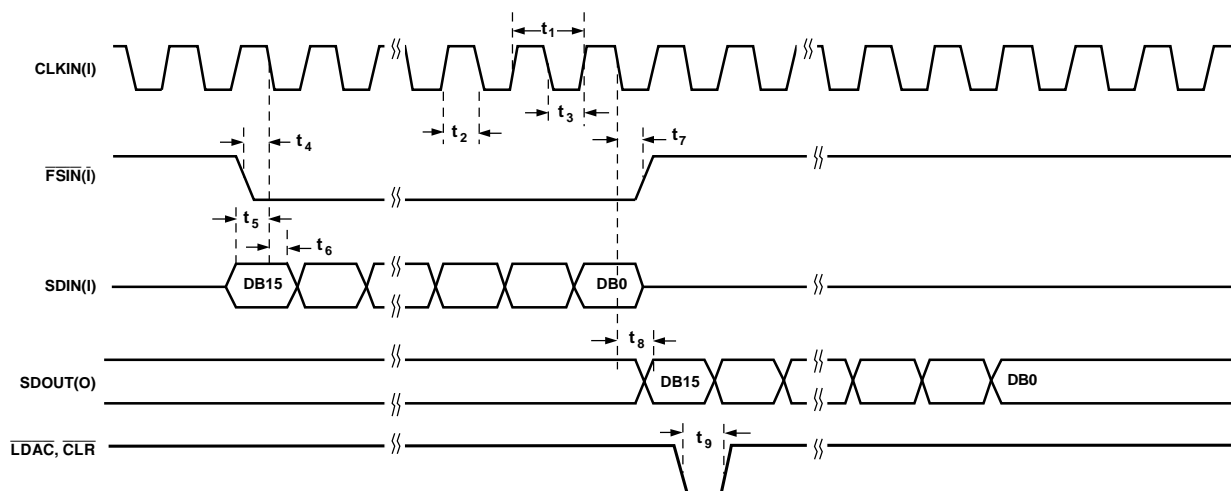 t1
CLKIN(I)
t3
t2
t4
t7
FSIN(I)
t5
t6
SDIN(I)
DB15
DB0
t8
SDOUT(O)
DB15
DB0
t9
LDAC, CLR